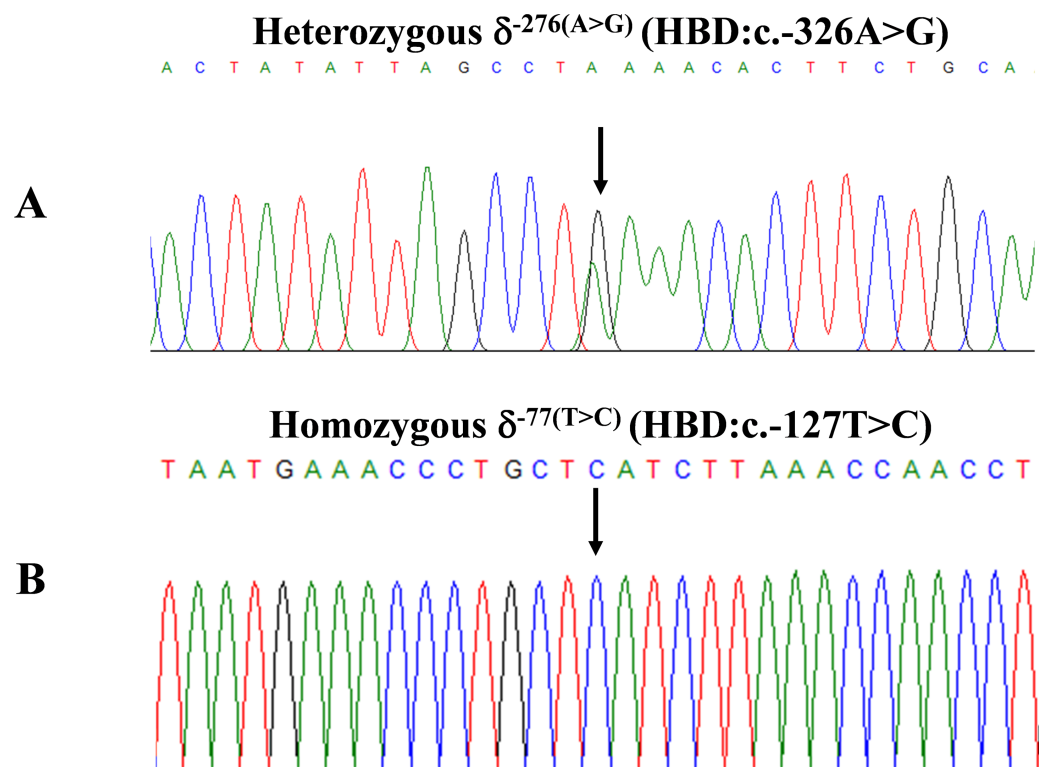 Heterozygous δ-276(A>G) (HBD:c.-326A>G)
A C T A T A T T A G C C T A A A A C A C T T C T G C A
A
Homozygous δ-77(T>C) (HBD:c.-127T>C)
T A A T G A A A C C C T G C T C A T C T T A A A C C A A C C T
B